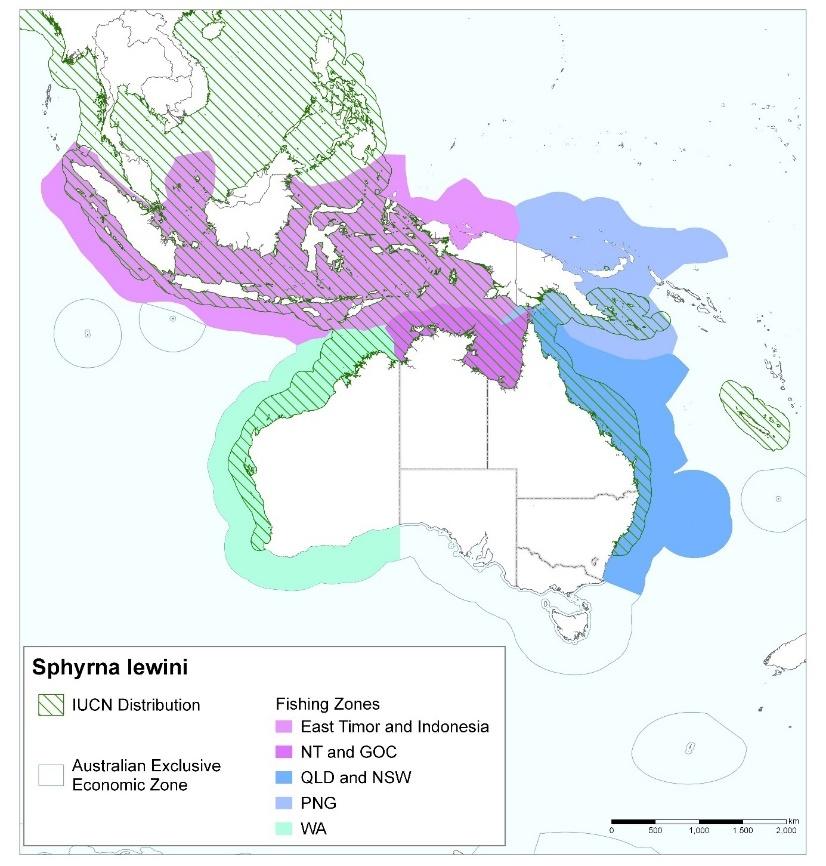 Sphyrna lewini
IUCN Distribution
Australian Exclusive
Economic Zone
Fishing Zones
East Timor and Indonesia
NT and GOC
QLD and NSW
PNG
WA
km
0 500 1,000 1 500 2,000